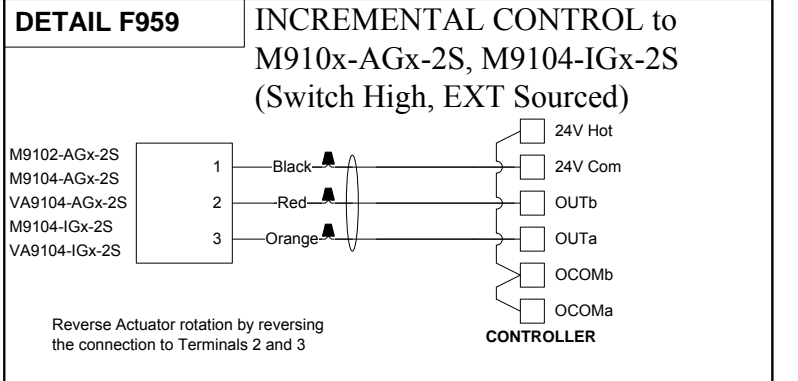 DETAIL F959
INCREMENTAL CONTROL to
M910x-AGx-2S, M9104-IGx-2S
(Switch High, EXT Sourced)
M9102-AGx-2S
M9104-AGx-2S
VA9104-AGx-2S
M9104-IGx-2S
VA9104-IGx-2S
1
Black
2
-Red
3
Orange
24V Hot
24V Com
OUTb
OUTa
OCOMb
OCOMa
CONTROLLER
Reverse Actuator rotation by reversing
the connection to Terminals 2 and 3